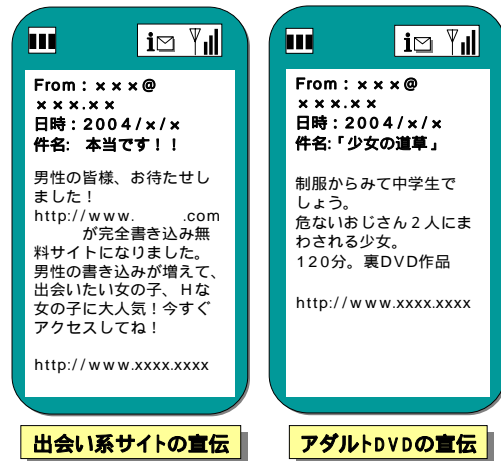 From：×××@
×××.××
日時：2004/×/×
件名: 本当です！！
男性の皆様、お待たせし
ました！
http://www. .com
が完全書き込み無
料サイトになりました。
男性の書き込みが増えて、
出会いたい女の子、Hな
女の子に大人気！今すぐ
アクセスしてね！
http://www.xxxx.xxxx
出会い系サイトの宣伝
From：×××@
×××.××
日時：2004/×/×
件名:「少女の道草」
制服からみて中学生で
しょう。
危ないおじさん２人にま
わされる少女。
120分。裏DVD作品
http://www.xxxx.xxxx
アダルトDVDの宣伝